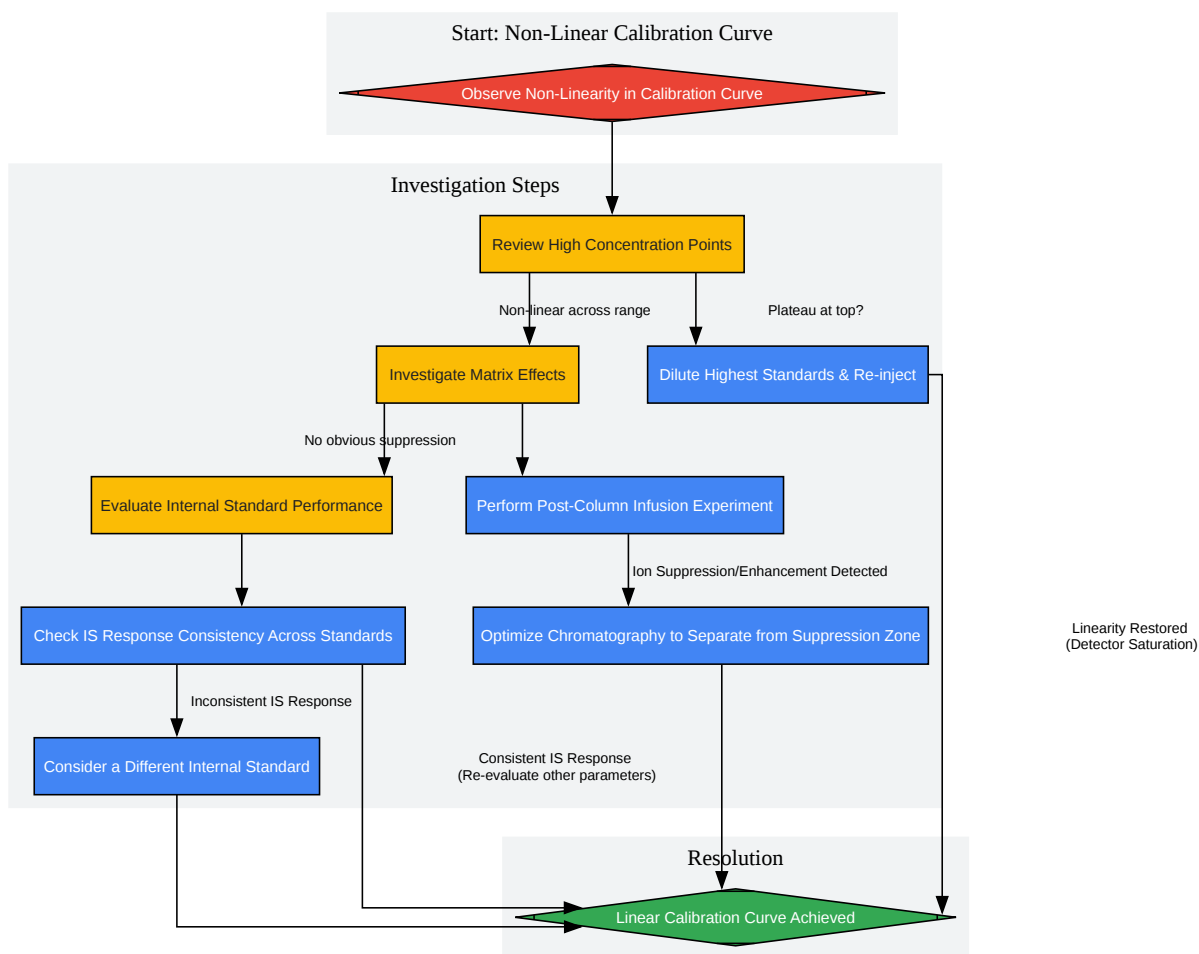 Start: Non-Linear Calibration Curve
Observe Non-Linearity in Calibration Curve
Investigation Steps
Review High Concentration Points
Non-linear across range
Plateau at top?
Investigate Matrix Effects
Dilute Highest Standards & Re-inject
No obvious suppression
Evaluate Internal Standard Performance
Perform Post-Column Infusion Experiment
Ion Suppression/Enhancement Detected
Check IS Response Consistency Across Standards
Optimize Chromatography to Separate from Suppression Zone
Linearity Restored
(Detector Saturation)
Inconsistent IS Response
Consider a Different Internal Standard
Consistent IS Response
(Re-evaluate other parameters)
Resolution
Linear Calibration Curve Achieved